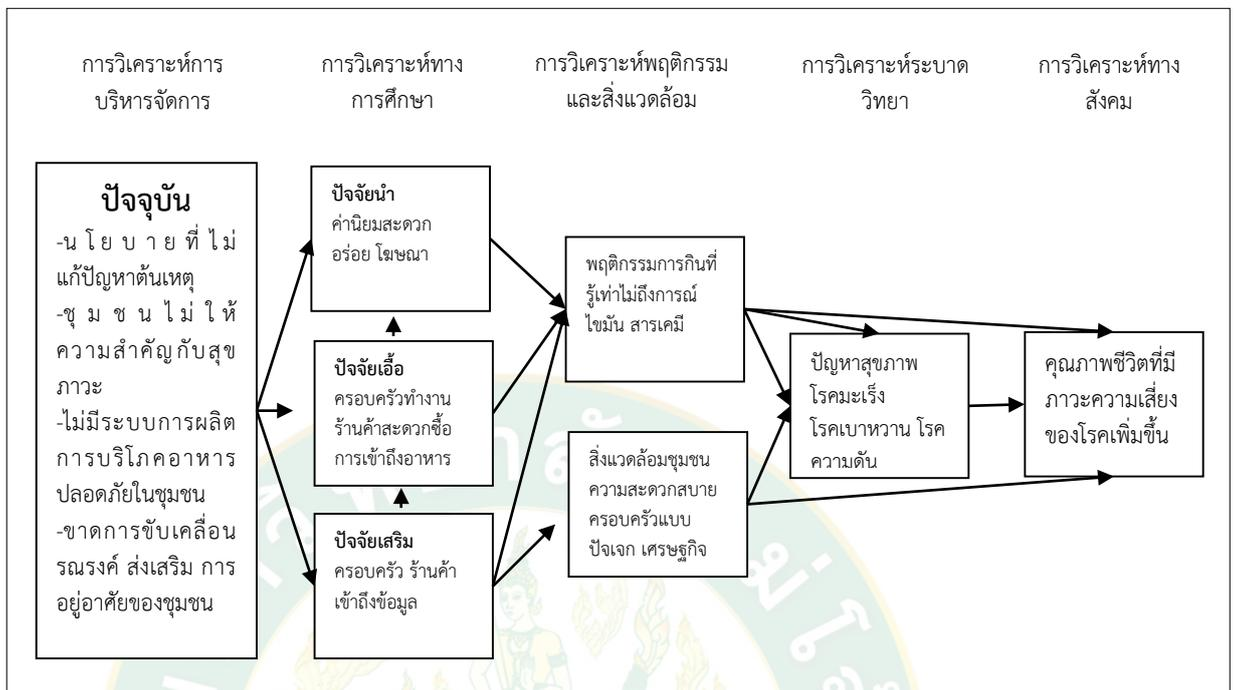 การวิเคราะห์การ
บริหารจัดการ
การวิเคราะห์ทาง
การศึกษา
การวิเคราะห์พฤติกรรม
และสิ่งแวดล้อม
การวิเคราะห์ระบาด
วิทยา
การวิเคราะห์ทาง
สังคม
ปัจจุบัน
-นโยบายที่ไม่
แก้ปัญหาต้นเหตุ
-ชุมชนไม่ให้
ความสำคัญกับสุข
ภาวะ
-ไม่มีระบบการผลิต
การบริโภคอาหาร
ปลอดภัยในชุมชน
-ขาดการขับเคลื่อน
รณรงค์ ส่งเสริม การ
อยู่อาศัยของชุมชน
ปัจจัยนำ
ค่านิยมสะดวก
อร่อย โฆษณา
ปัจจัยเอื้อ
ครอบครัวทำงาน
ร้านค้าสะดวกซื้อ
การเข้าถึงอาหาร
ปัจจัยเสริม
ครอบครัว ร้านค้า
เข้าถึงข้อมูล
พฤติกรรมการกินที่
รู้เท่าไม่ถึงการณ์
ไขมัน สารเคมี
สิ่งแวดล้อมชุมชน
ความสะดวกสบาย
ครอบครัวแบบ
ปัจเจก เศรษฐกิจ
ปัญหาสุขภาพ
โรคมะเร็ง
โรคเบาหวาน โรค
ความดัน
คุณภาพชีวิตที่มี
ภาวะความเสี่ยง
ของโรคเพิ่มขึ้น